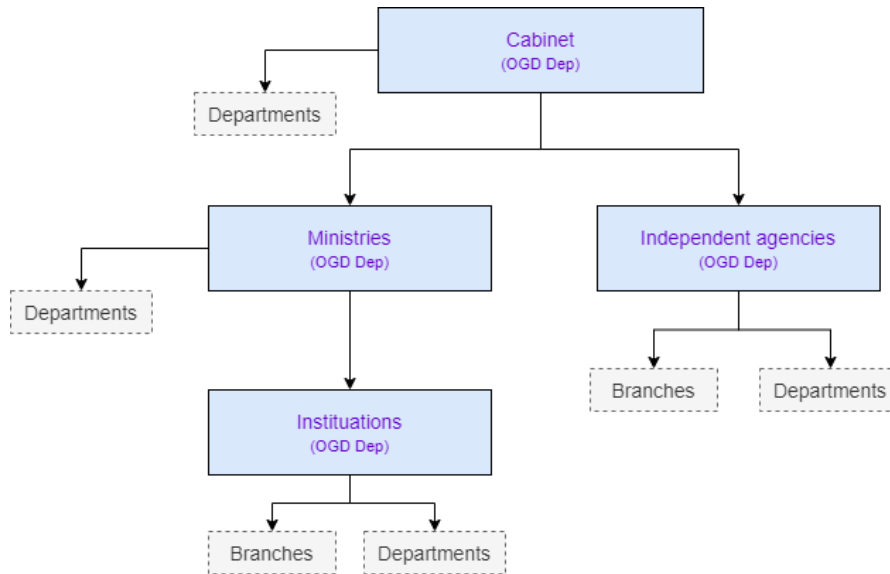 Cabinet
(OGD Dep)
Departments
Ministries
(OGD Dep)
Independent agencies
(OGD Dep)
Departments
Branches
Departments
Instituations
(OGD Dep)
Branches
Departments